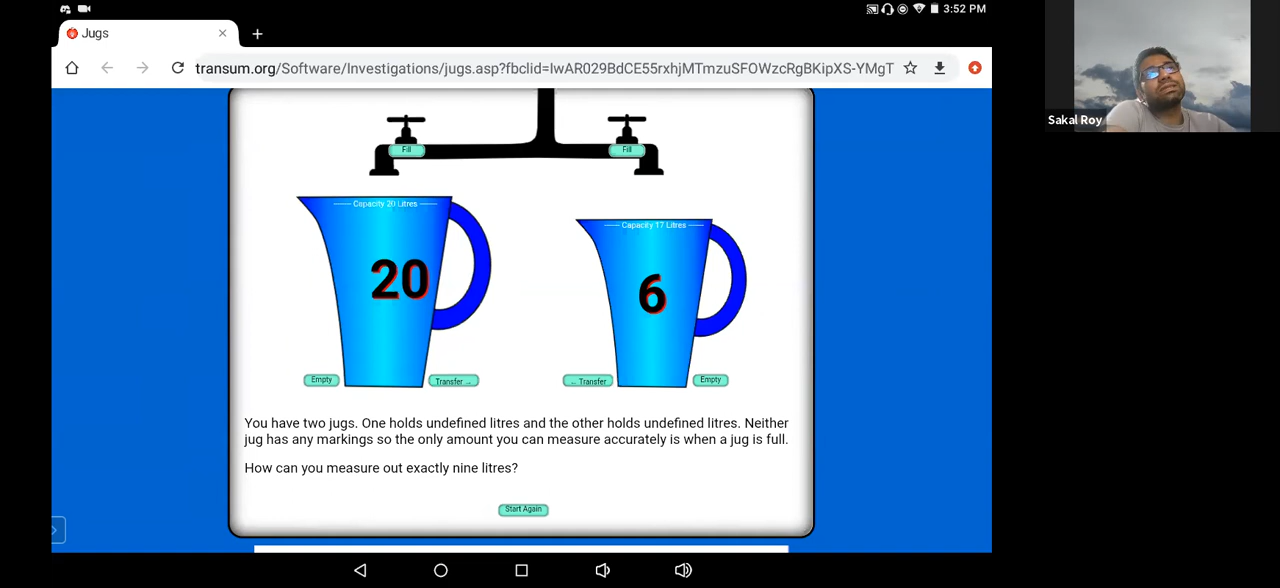 3:52 PM
Jugs
transum.org/Software/Investigations/jugs.asp?fbclid=IwAR029BdCE55rxhjMTmzuSFOWzcRgBKipXS-YMgT
Sakal Roy
Fill
Fill
Capacity 20 Litres
Capacity 17 Litres
20
6
Empty
Transfer →
← Transfer
Empty
You have two jugs. One holds undefined litres and the other holds undefined litres. Neither
jug has any markings so the only amount you can measure accurately is when a jug is full.
How can you measure out exactly nine litres?
Start Again